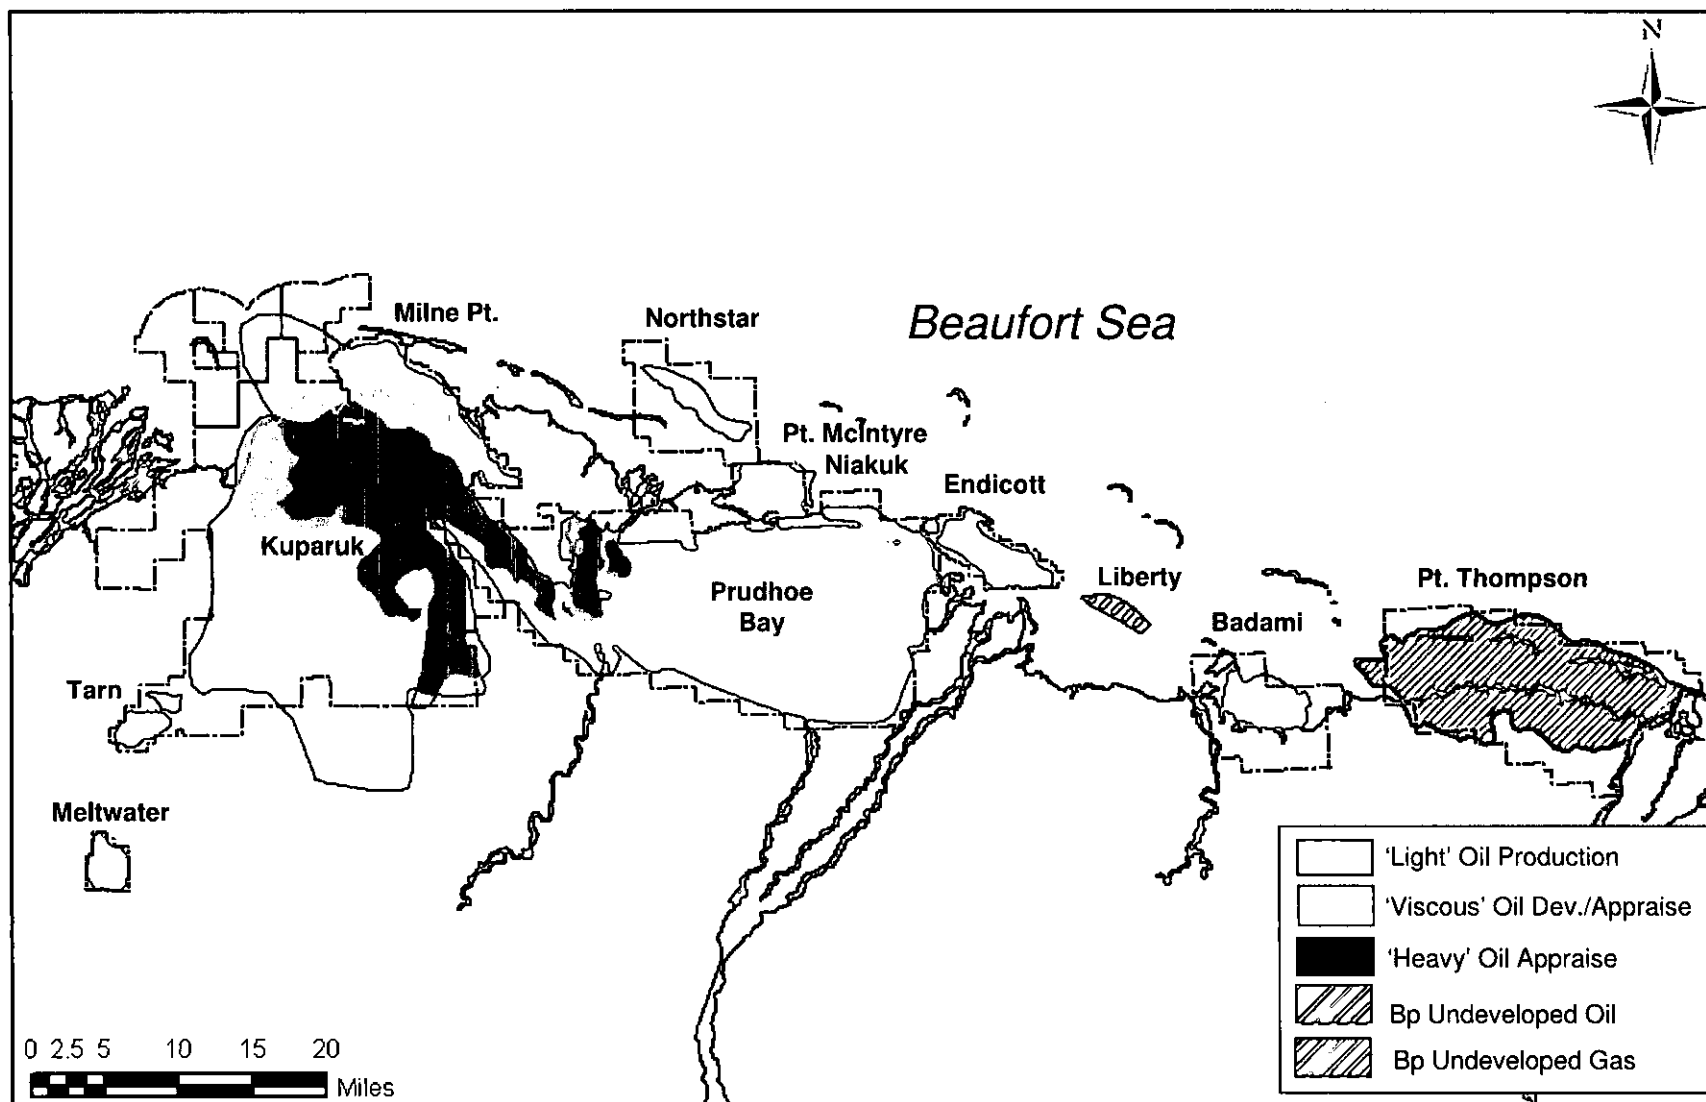 N
Milne Pt.
Northstar
Beaufort Sea
Pt. McIntyre
Niakuk
Endicott
Kuparuk
Prudhoe
Bay
Liberty
Pt. Thompson
Badami
Tarn
Meltwater
'Light' Oil Production
'Viscous' Oil Dev./Appraise
'Heavy' Oil Appraise
Bp Undeveloped Oil
Bp Undeveloped Gas
0 2.5 5 10 15 20
Miles